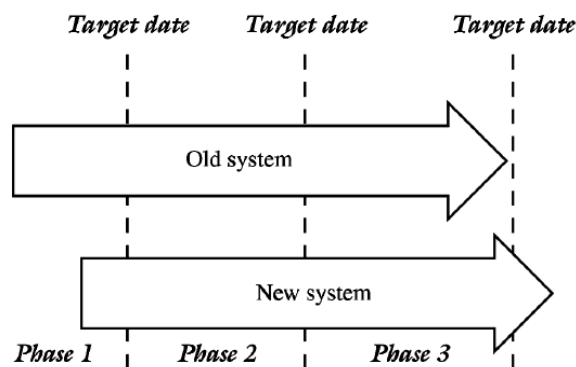 Target date Target date Target date
Old system
New system
Phase 1 Phase 2 Phase 3